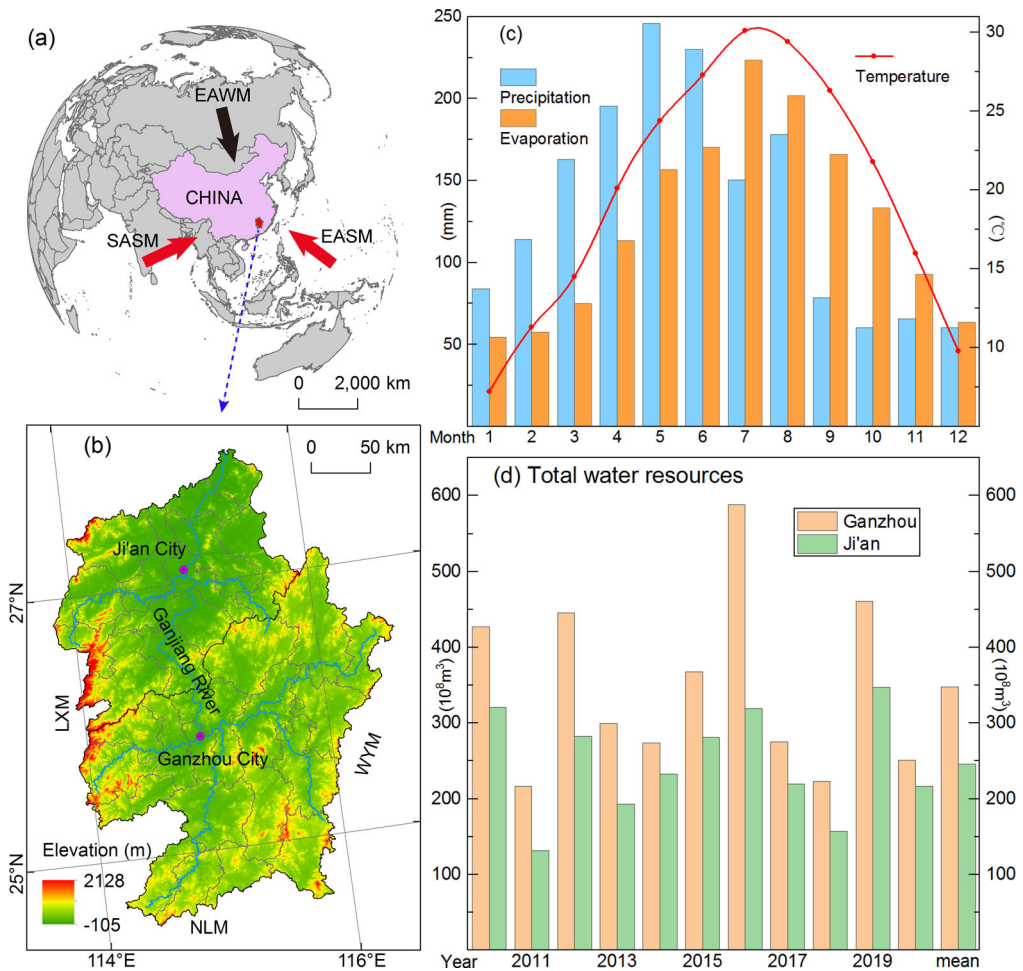 (a)
EAWM
CHINA
SASM
EASM
0 2,000 km
(b)
0 50 km
Ji'an City
27°N
Ganjiang River
LXM
WYM
Ganzhou City
25°N
Elevation (m)
2128
-105
NLM
114°E 116°E
(c)
Precipitation
Evaporation
Temperature
250
200
150
100
50
(mm)
30
25
20
15
10
(℃)
Month 1 2 3 4 5 6 7 8 9 10 11 12
(d) Total water resources
Ganzhou
Ji'an
600
500
400
300
200
100
(10⁸m³)
600
500
400
300
200
100
(10⁸m³)
Year 2011 2013 2015 2017 2019 mean